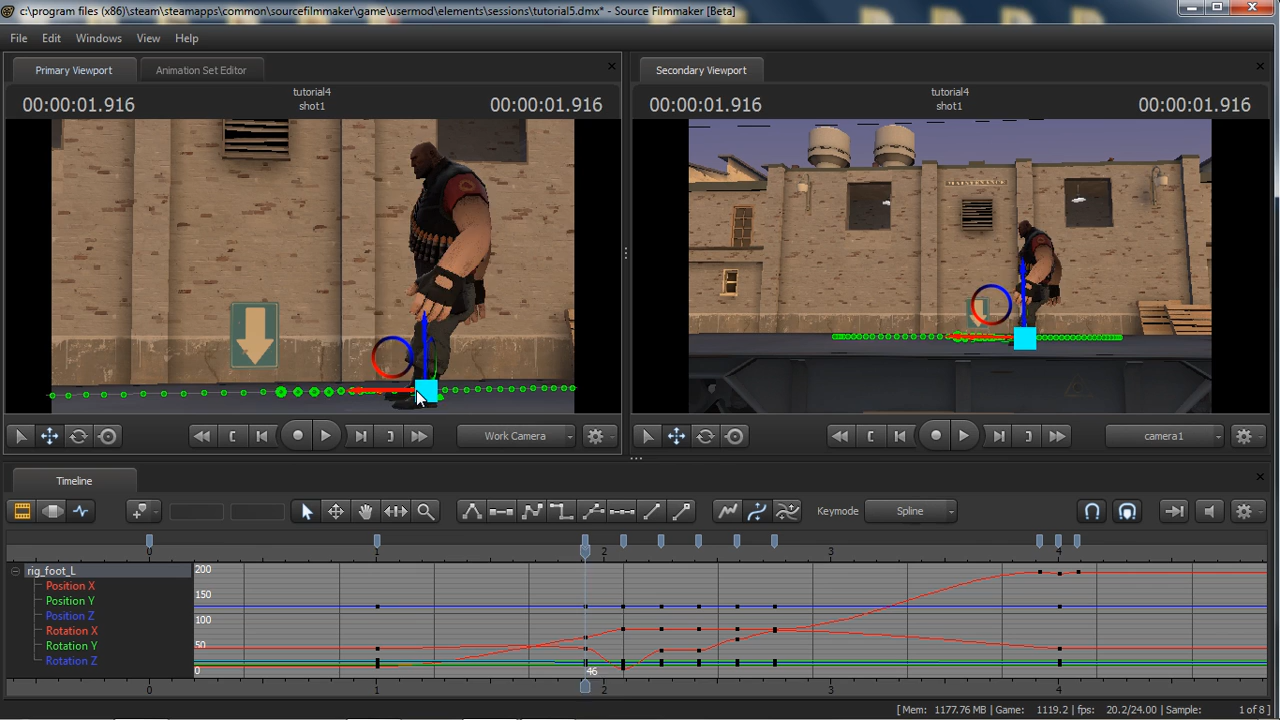 c:\program files (x86)\steam\steamapps\common\sourcefilmmaker\game\usermod\elements\sessions\tutorial5.dmx* - Source Filmmaker [Beta]
File Edit Windows View Help
Primary Viewport Animation Set Editor
Secondary Viewport
00:00:01.916 tutorial4 00:00:01.916
shot1
00:00:01.916 tutorial4 00:00:01.916
shot1
Work Camera
camera1
Timeline
Keymode Spline
0 1 2 3 4
rig_foot_L
Position X
Position Y
Position Z
Rotation X
Rotation Y
Rotation Z
200
150
100
50
0
46
0 1 2 3 4
[ Mem: 1177.76 MB | Game: 1119.2 | fps: 20.2/24.00 | Sample: 1 of 8 ]